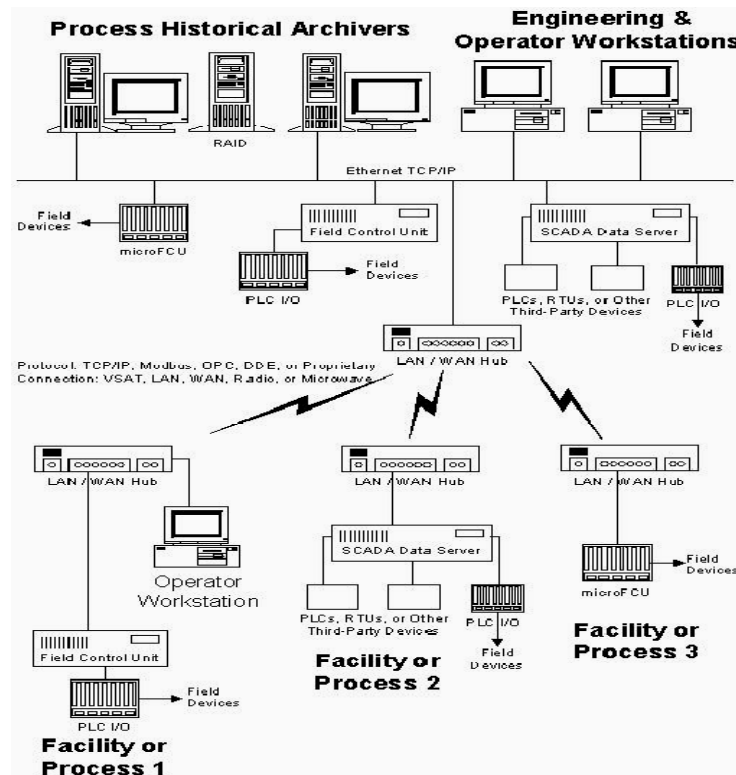 Process Historical Archivers
Engineering &
Operator Workstations
RAID
Ethernet TCP/IP
Field
Devices
microFCU
Field Control Unit
PLC I/O
Field
Devices
SCADA Data Server
PLCs, RTUs, or Other
Third-Party Devices
PLC I/O
Field
Devices
LAN / WAN Hub
Protocol: TCP/IP, Modbus, OPC, DDE, or Proprietary
Connection: VSAT, LAN, WAN, Radio, or Microwave
LAN / WAN Hub
Operator
Workstation
Field Control Unit
PLC I/O
Field
Devices
Facility or
Process 1
LAN / WAN Hub
SCADA Data Server
PLCs, RTUs, or Other
Third-Party Devices
PLC I/O
Field
Devices
Facility or
Process 2
LAN / WAN Hub
microFCU
Field
Devices
Facility or
Process 3